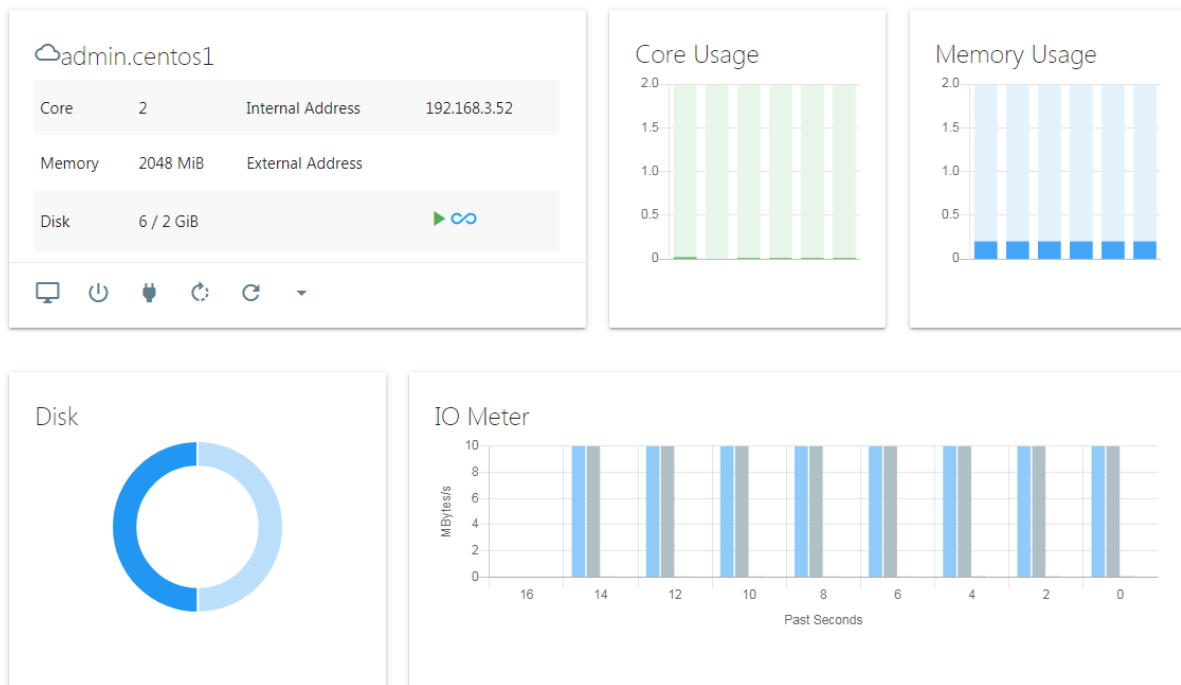 admin.centos1
Core 2 Internal Address 192.168.3.52
Memory 2048 MiB External Address
Disk 6 / 2 GiB
Core Usage
2.0
1.5
1.0
0.5
0
Memory Usage
2.0
1.5
1.0
0.5
0
Disk
IO Meter
10
8
6
4
2
0
MBytes/s
16 14 12 10 8 6 4 2 0
Past Seconds